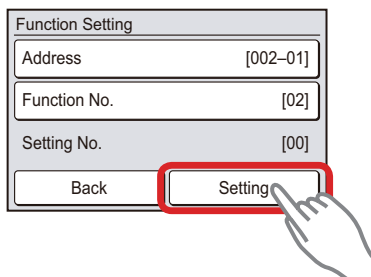 Function Setting
Address [002–01]
Function No. [02]
Setting No. [00]
Back Setting